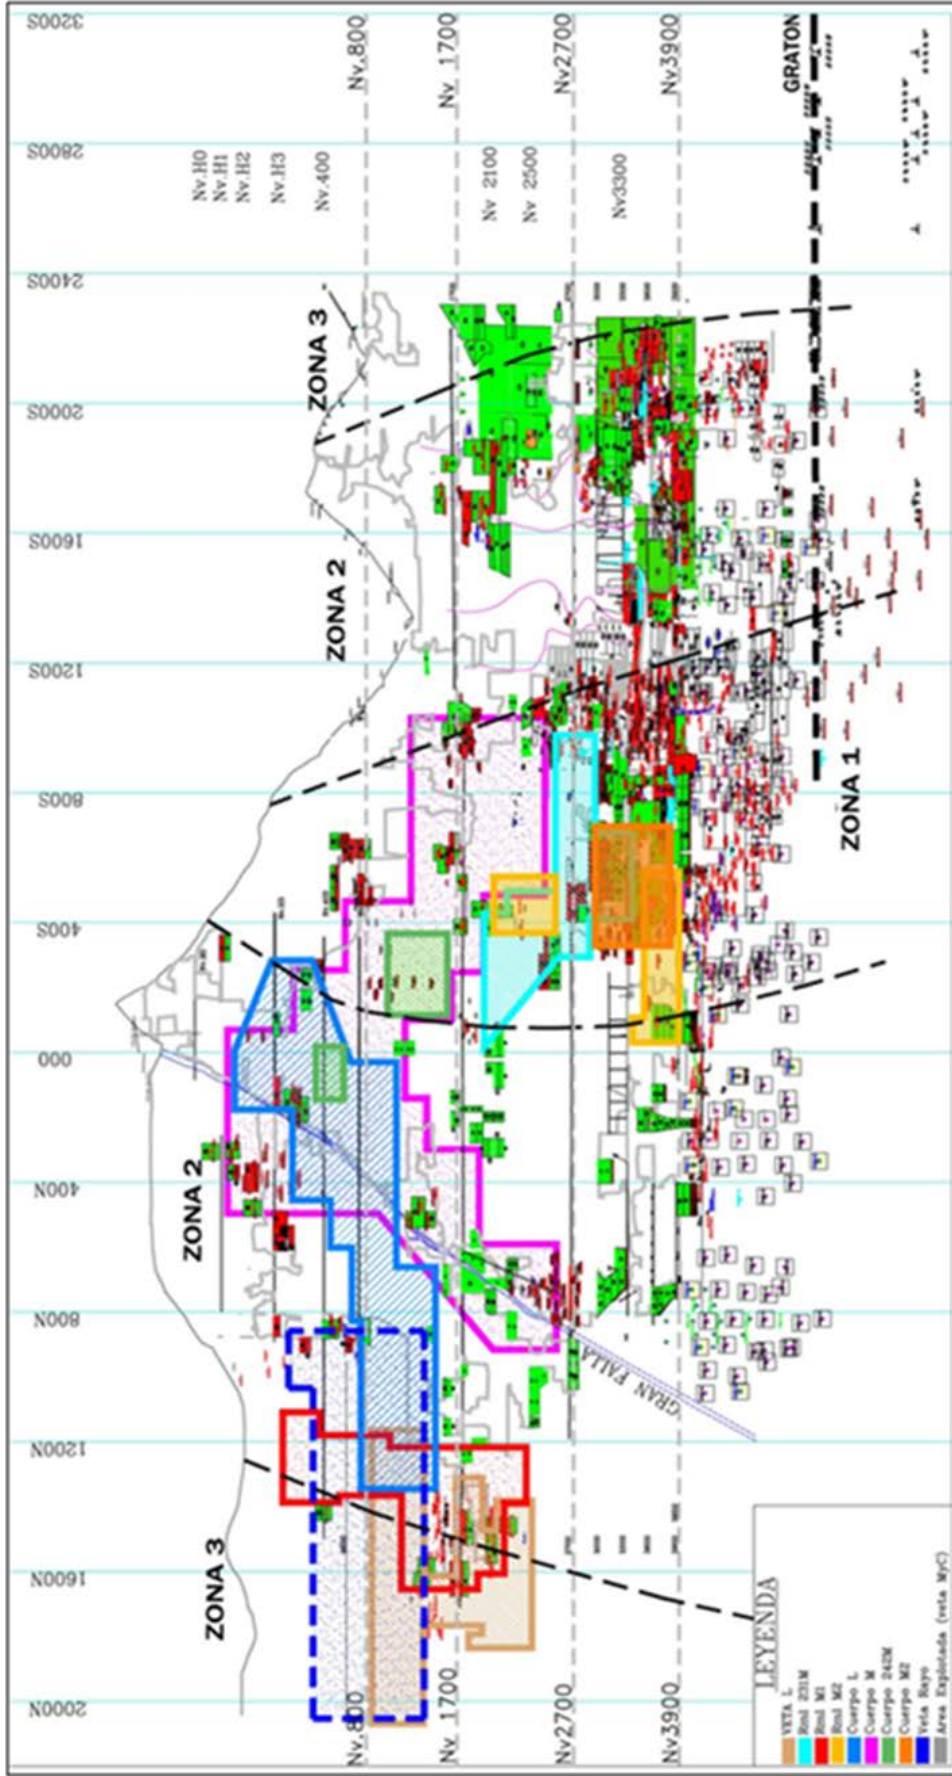 3200S
2800S
2400S
2000S
1600S
1200S
800S
400S
000
400N
800N
1200N
1600N
2000N
Nv.800
Nv. 1700
Nv2700
Nv3900
GRATON
Nv.H0
Nv.H1
Nv.H2
Nv.H3
Nv.400
Nv 2100
Nv 2500
Nv3300
ZONA 3
ZONA 2
ZONA 1
ZONA 2
ZONA 3
GRAN FALLA
Nv.800
Nv 1700
Nv2700
Nv3900
LEYENDA
VETA L
Rml 231M
Rml M1
Rml M2
Cuerpo L
Cuerpo M
Cuerpo 242M
Cuerpo M2
Veta Rayo
Area Explotada (veta MyC)